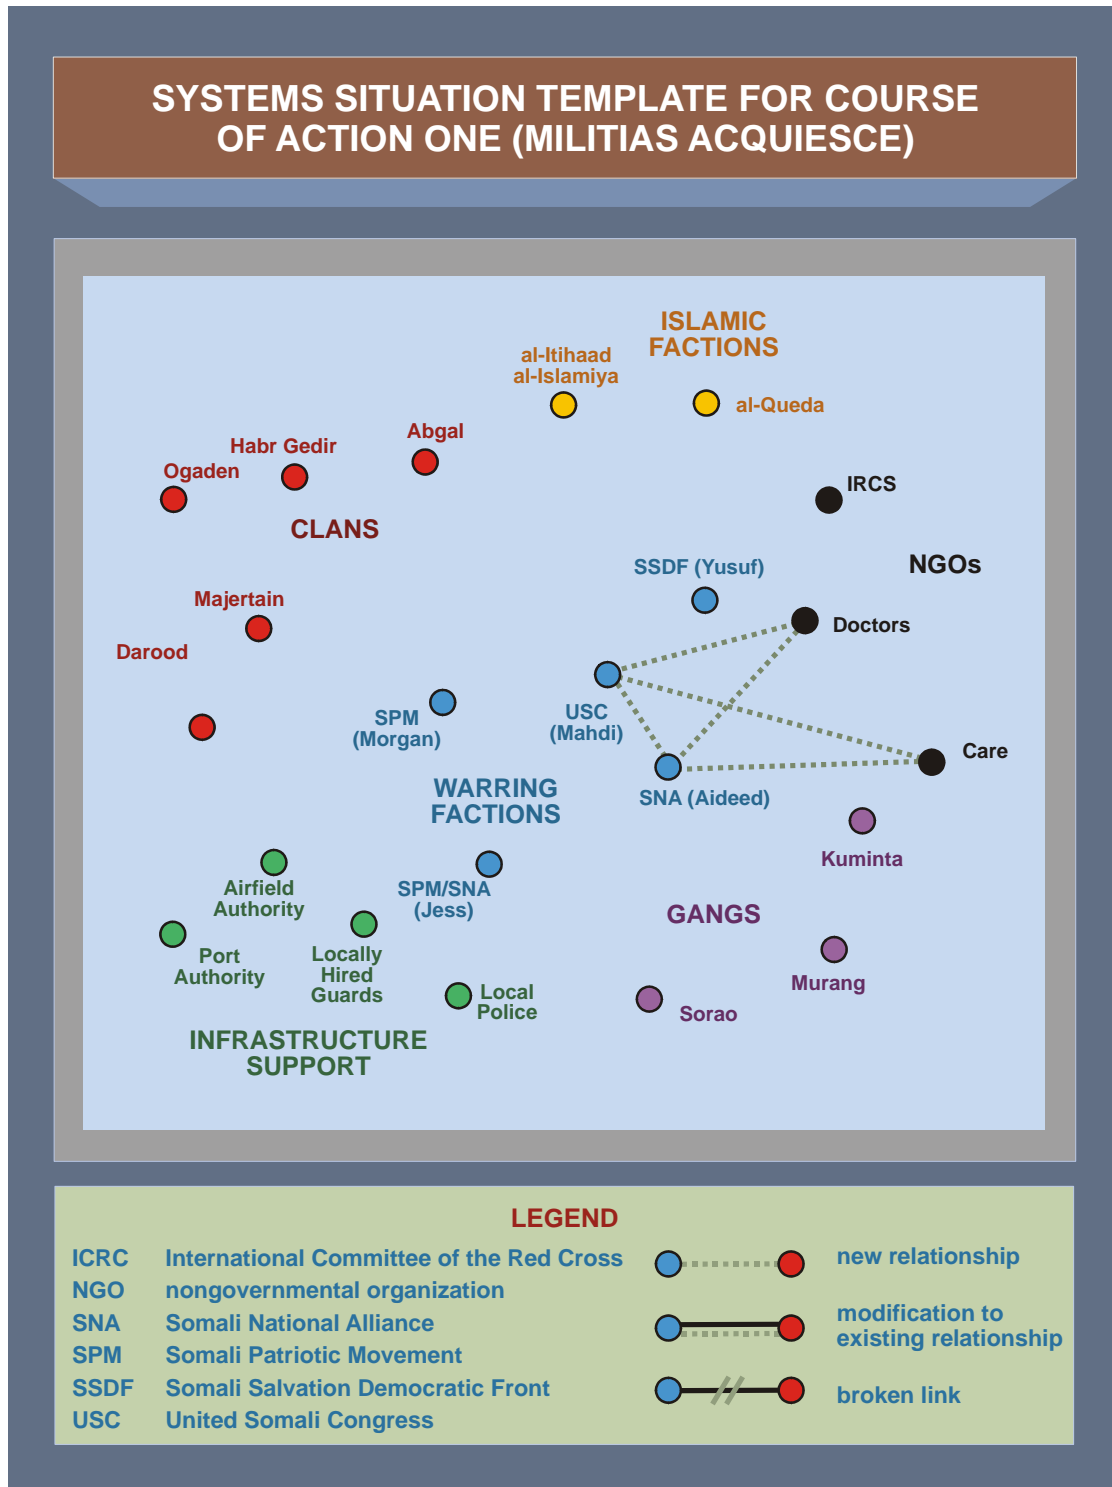 SYSTEMS SITUATION TEMPLATE FOR COURSE
OF ACTION ONE (MILITIAS ACQUIESCE)
ISLAMIC
FACTIONS
al-Itihaad
al-Islamiya
al-Queda
Abgal
Habr Gedir
Ogaden
CLANS
IRCS
NGOs
SSDF (Yusuf)
Majertain
Doctors
Darood
SPM
(Morgan)
USC
(Mahdi)
Care
WARRING
FACTIONS
SNA (Aideed)
Kuminta
Airfield
Authority
SPM/SNA
(Jess)
GANGS
Port
Authority
Locally
Hired
Guards
Local
Police
Murang
Sorao
INFRASTRUCTURE
SUPPORT
LEGEND
ICRC International Committee of the Red Cross
NGO nongovernmental organization
SNA Somali National Alliance
SPM Somali Patriotic Movement
SSDF Somali Salvation Democratic Front
USC United Somali Congress
new relationship
modification to
existing relationship
broken link